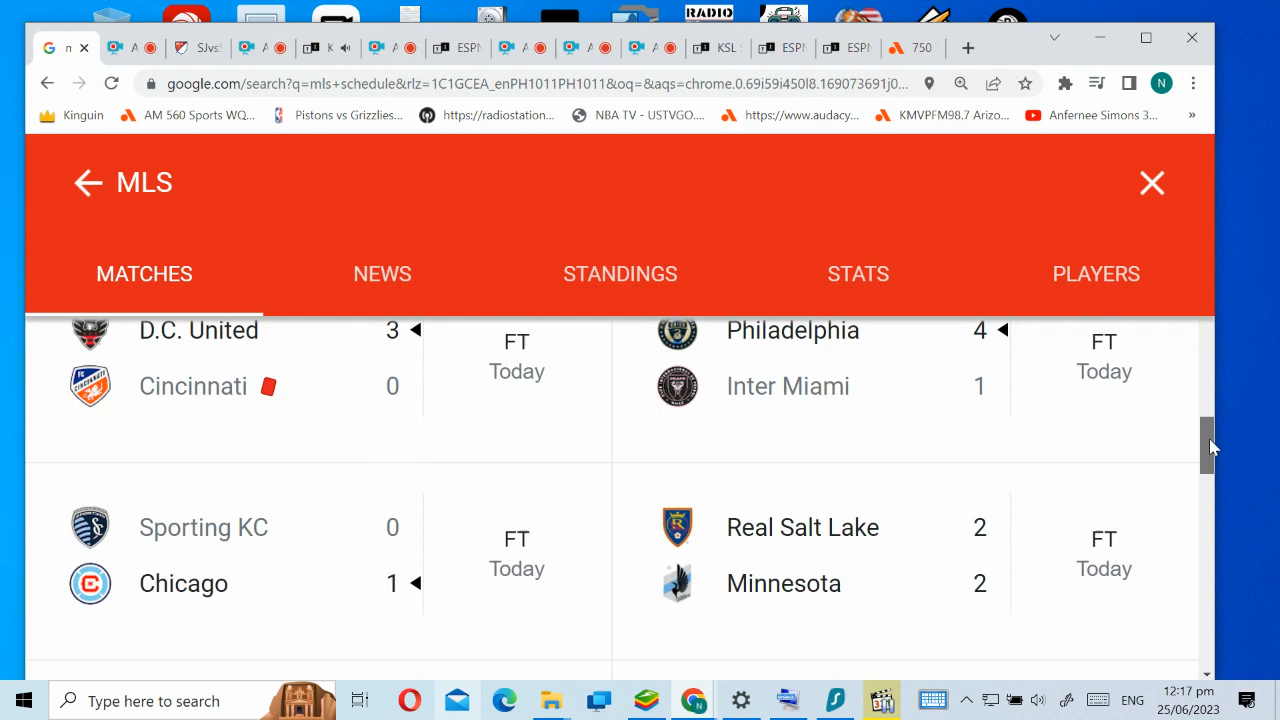 RADIO
n
A
SJvs
A
K
A
ESPN
A
A
A
KSL
ESPN
ESPN
750
google.com/search?q=mls+schedule&rlz=1C1GCEA_enPH1011PH1011&oq=&aqs=chrome.0.69i59i450l8.169073691j0...
N
Kinguin
AM 560 Sports WQ...
Pistons vs Grizzlies...
https://radiostation...
NBA TV - USTVGO....
https://www.audacy...
KMVPFM98.7 Arizo...
Anfernee Simons 3...
»
MLS
MATCHES NEWS STANDINGS STATS PLAYERS
D.C. United 3
Cincinnati 0
FT
Today
Philadelphia 4
Inter Miami 1
FT
Today
Sporting KC 0
Chicago 1
FT
Today
Real Salt Lake 2
Minnesota 2
FT
Today
Type here to search
ENG
12:17 pm
25/06/2023